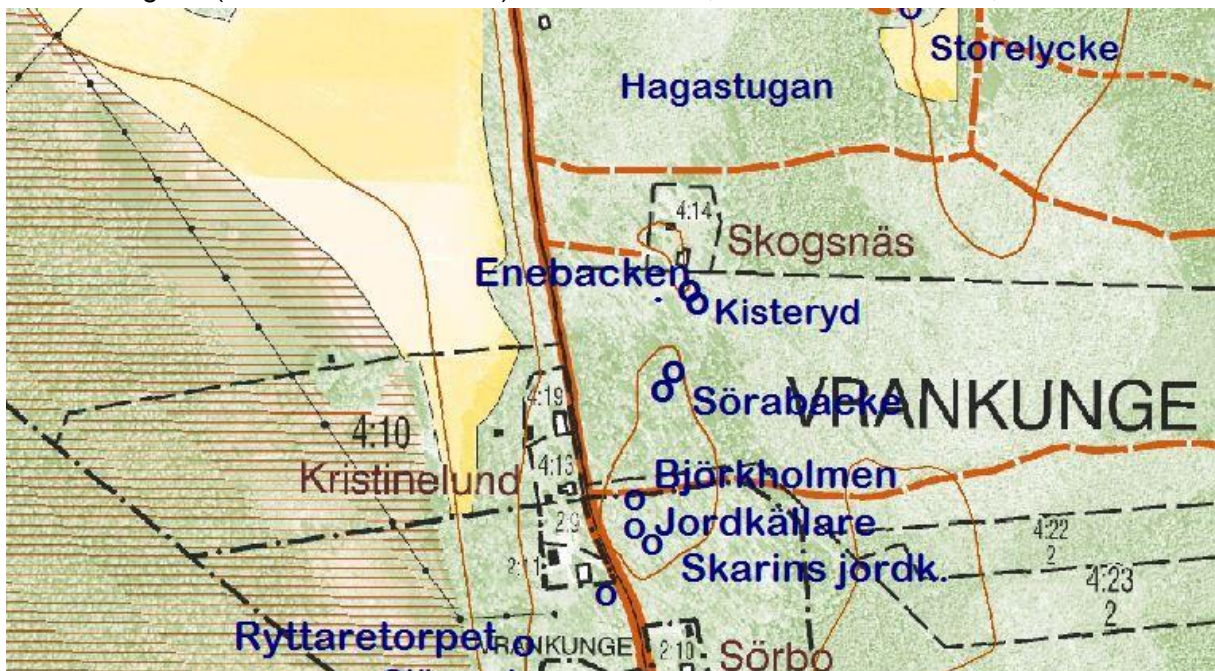 Storelycke
Hagastugan
4:14
Skogsnäs
Enebacken
Kisteryd
4:19
Sörabacke
VRANKUNGE
4:10
4:13
Kristinelund
Björkholmen
2:9
Jordkällare
4:22
2
2:11
Skarins jordk.
4:23
2
Ryttaretorpet
VRANKUNGE
2:10
Sörbo